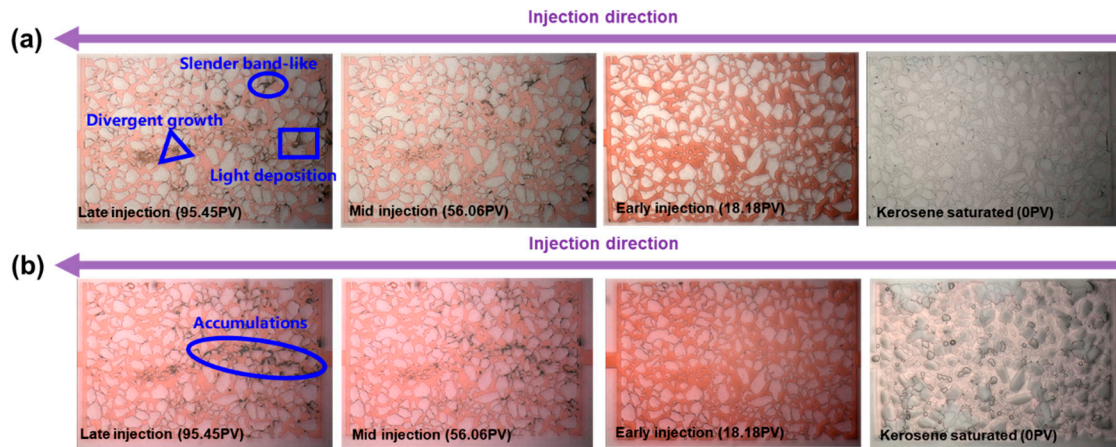 Injection direction
(a)
Slender band-like
Divergent growth
Light deposition
Late injection (95.45PV)
Mid injection (56.06PV)
Early injection (18.18PV)
Kerosene saturated (0PV)
Injection direction
(b)
Accumulations
Late injection (95.45PV)
Mid injection (56.06PV)
Early injection (18.18PV)
Kerosene saturated (0PV)